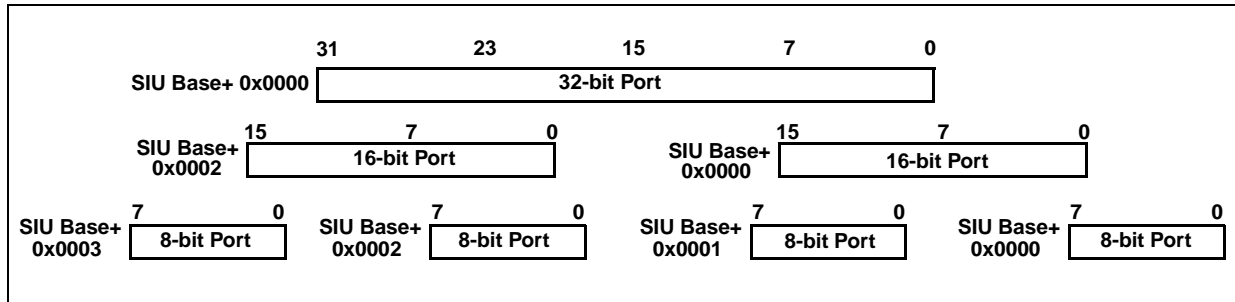 31 23 15 7 0
SIU Base+ 0x0000 32-bit Port
15 7 0 15 7 0
SIU Base+ 0x0002 16-bit Port SIU Base+ 0x0000 16-bit Port
7 0 7 0 7 0 7 0
SIU Base+ 0x0003 8-bit Port SIU Base+ 0x0002 8-bit Port SIU Base+ 0x0001 8-bit Port SIU Base+ 0x0000 8-bit Port